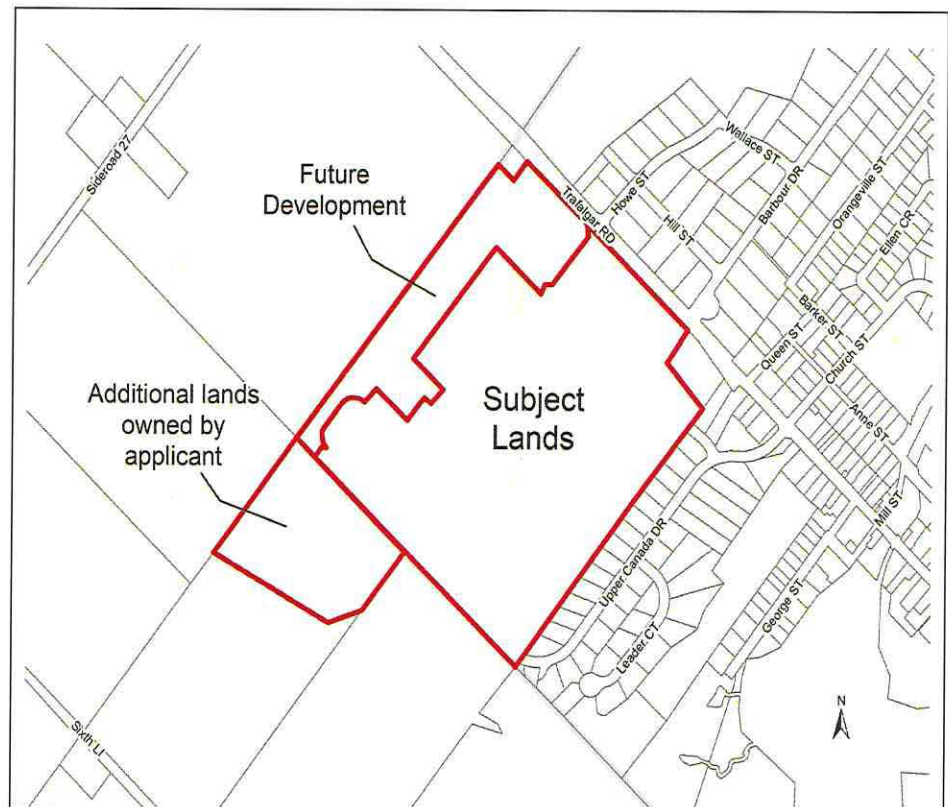 Sideroad 27
Future
Development
Trafalgar RD
Howe ST
Wallace ST
Hill ST
Barbour DR
Orangeville ST
Ellen CR
Queen ST
Barker ST
Church ST
Additional lands
owned by
applicant
Subject
Lands
Anne ST
Mill ST
Upper Canada DR
George ST
Leader CT
Sixth LI
N